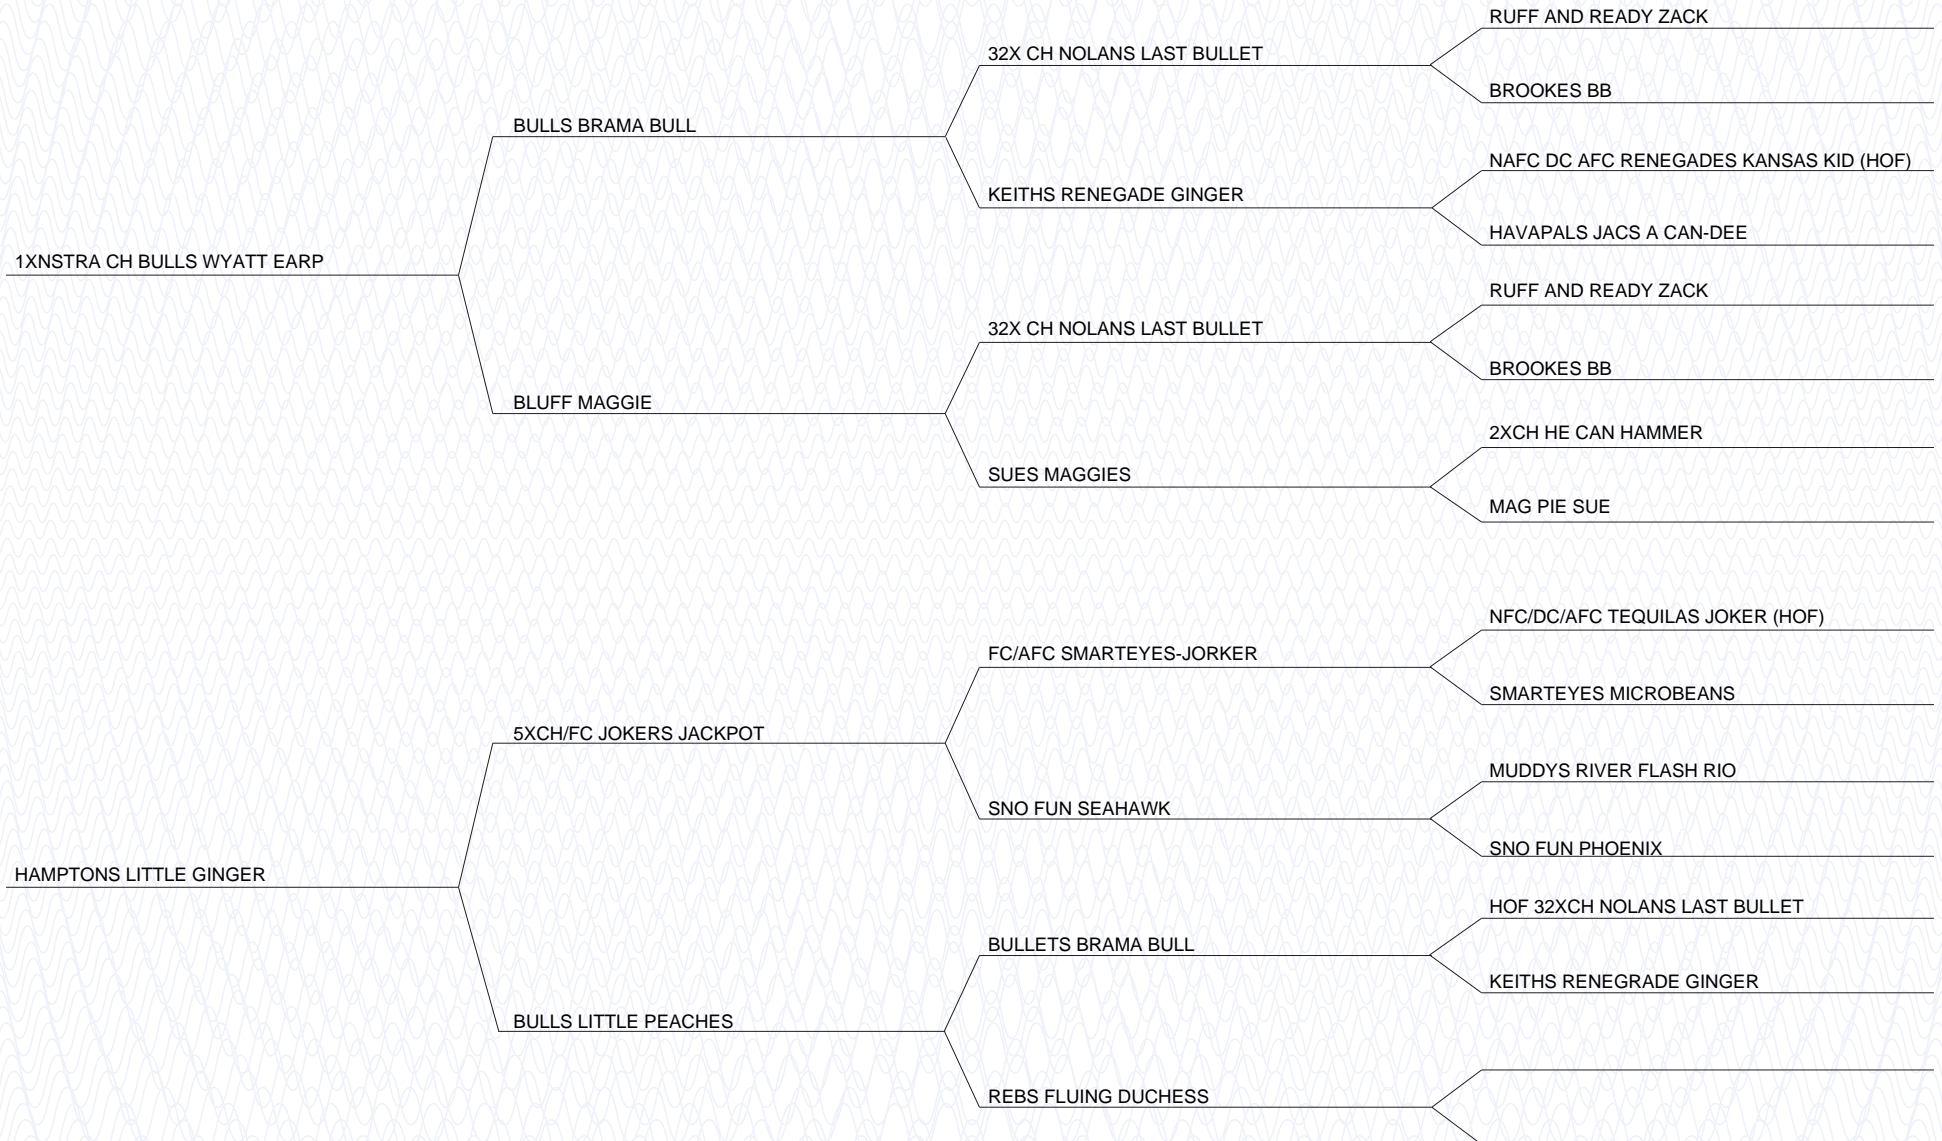 RUFF AND READY ZACK
32X CH NOLANS LAST BULLET
BROOKES BB
BULLS BRAMA BULL
NAFC DC AFC RENEGADES KANSAS KID (HOF)
KEITHS RENEGADE GINGER
HAVAPALS JACS A CAN-DEE
1XNSTRA CH BULLS WYATT EARP
RUFF AND READY ZACK
32X CH NOLANS LAST BULLET
BROOKES BB
BLUFF MAGGIE
2XCH HE CAN HAMMER
SUES MAGGIES
MAG PIE SUE
NFC/DC/AFC TEQUILAS JOKER (HOF)
FC/AFC SMARTEYES-JORKER
SMARTEYES MICROBEANS
5XCH/FC JOKERS JACKPOT
MUDDYS RIVER FLASH RIO
SNO FUN SEAHAWK
SNO FUN PHOENIX
HAMPTONS LITTLE GINGER
HOF 32XCH NOLANS LAST BULLET
BULLETS BRAMA BULL
KEITHS RENEGRADE GINGER
BULLS LITTLE PEACHES
REBS FLUING DUCHESS